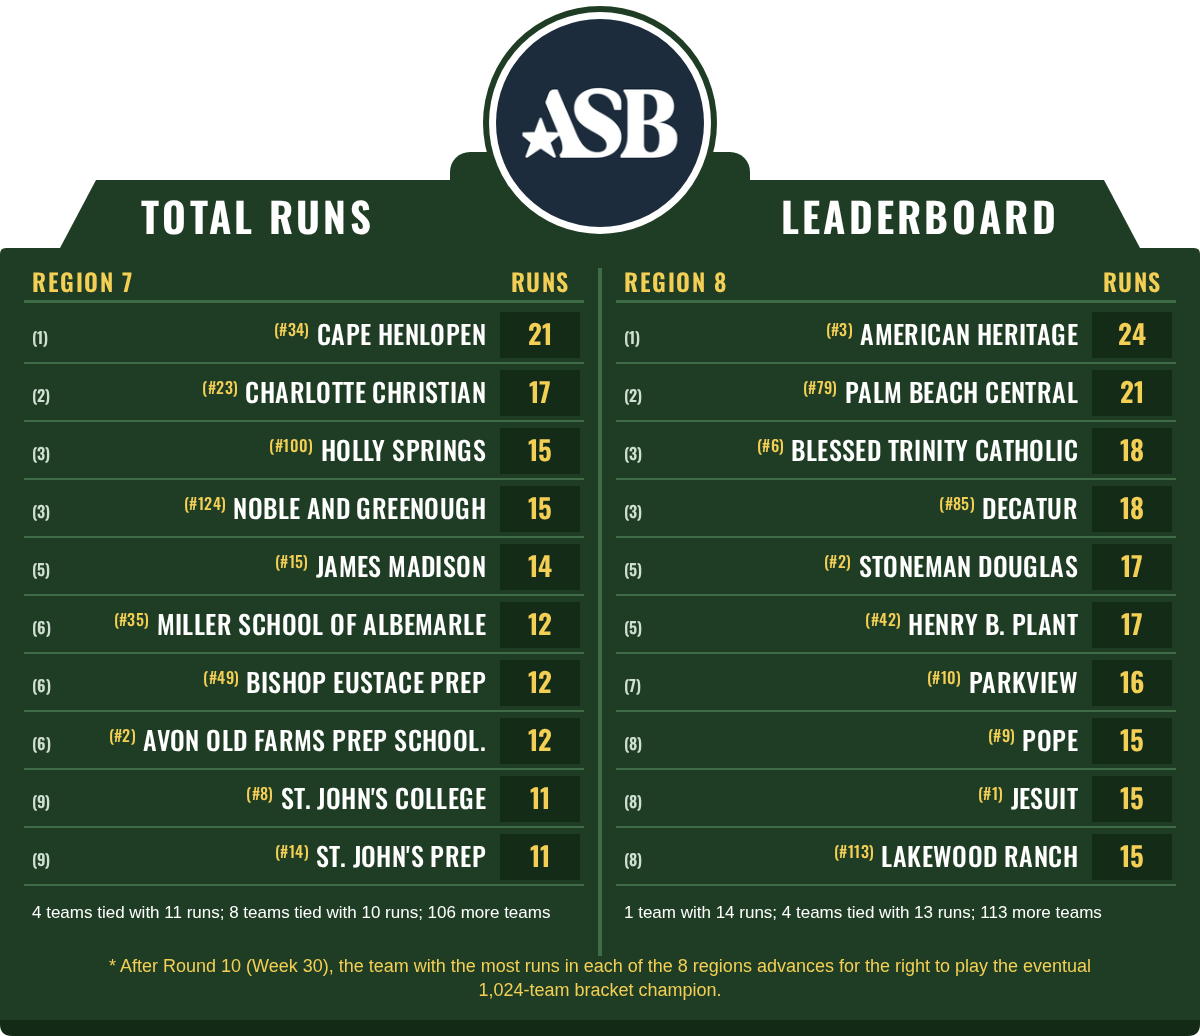 ASB
TOTAL RUNS
LEADERBOARD
REGION 7 RUNS
(1) (#34) CAPE HENLOPEN 21
(2) (#23) CHARLOTTE CHRISTIAN 17
(3) (#100) HOLLY SPRINGS 15
(3) (#124) NOBLE AND GREENOUGH 15
(5) (#15) JAMES MADISON 14
(6) (#35) MILLER SCHOOL OF ALBEMARLE 12
(6) (#49) BISHOP EUSTACE PREP 12
(6) (#2) AVON OLD FARMS PREP SCHOOL. 12
(9) (#8) ST. JOHN'S COLLEGE 11
(9) (#14) ST. JOHN'S PREP 11
4 teams tied with 11 runs; 8 teams tied with 10 runs; 106 more teams
REGION 8 RUNS
(1) (#3) AMERICAN HERITAGE 24
(2) (#79) PALM BEACH CENTRAL 21
(3) (#6) BLESSED TRINITY CATHOLIC 18
(3) (#85) DECATUR 18
(5) (#2) STONEMAN DOUGLAS 17
(5) (#42) HENRY B. PLANT 17
(7) (#10) PARKVIEW 16
(8) (#9) POPE 15
(8) (#1) JESUIT 15
(8) (#113) LAKEWOOD RANCH 15
1 team with 14 runs; 4 teams tied with 13 runs; 113 more teams
* After Round 10 (Week 30), the team with the most runs in each of the 8 regions advances for the right to play the eventual
1,024-team bracket champion.